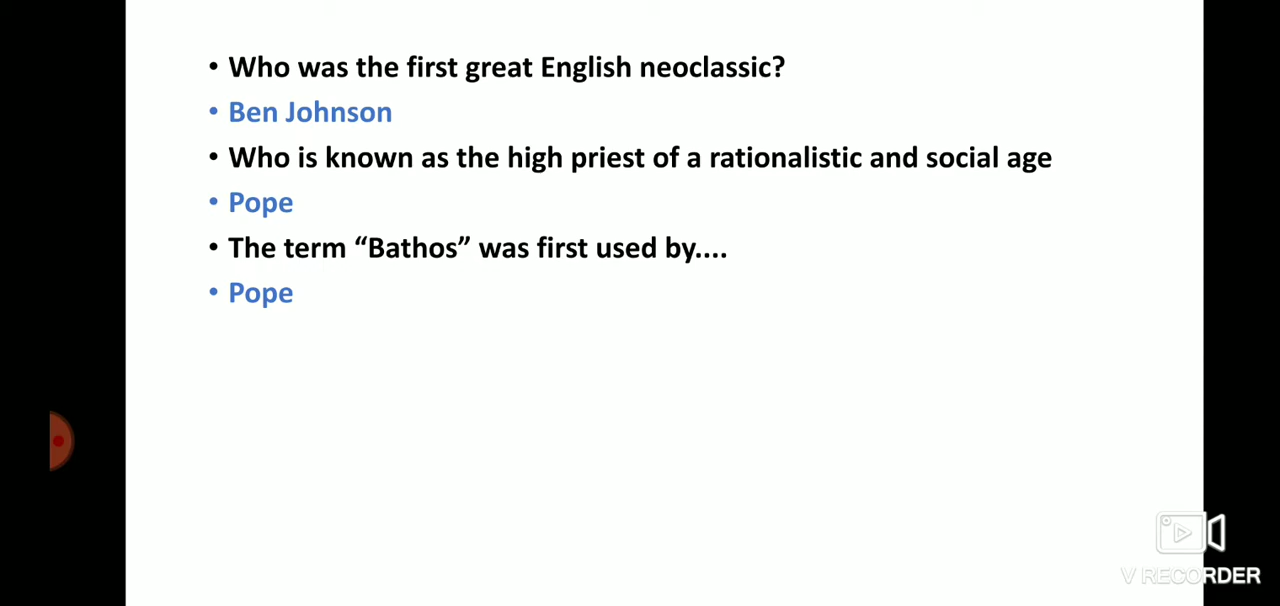 • Who was the first great English neoclassic?
• Ben Johnson
• Who is known as the high priest of a rationalistic and social age
• Pope
• The term “Bathos” was first used by....
• Pope
V RECORDER